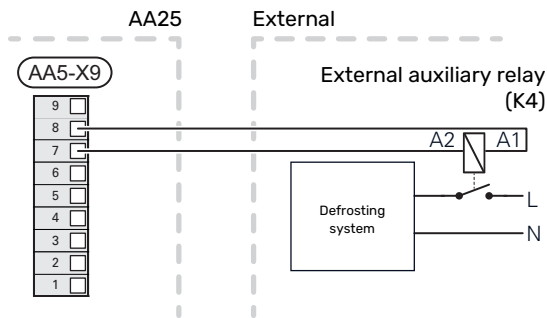 AA25
External
AA5-X9
External auxiliary relay
(K4)
9
8
7
6
5
4
3
2
1
A2
A1
Defrosting
system
L
N